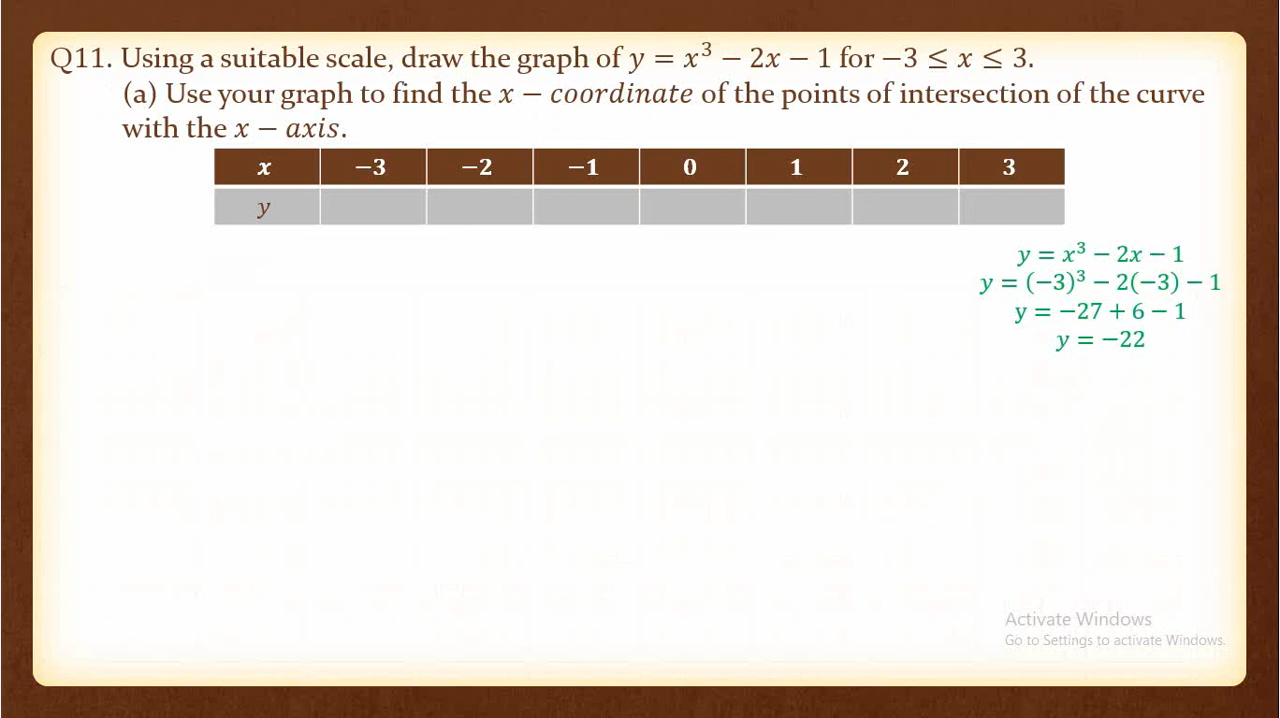 Q11. Using a suitable scale, draw the graph of y = x³ − 2x − 1 for −3 ≤ x ≤ 3.
(a) Use your graph to find the x − coordinate of the points of intersection of the curve
with the x − axis.
x −3 −2 −1 0 1 2 3
y
y = x³ − 2x − 1
y = (−3)³ − 2(−3) − 1
y = −27 + 6 − 1
y = −22
Activate Windows
Go to Settings to activate Windows.